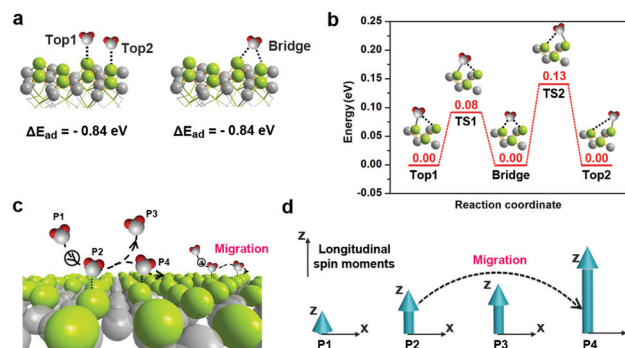 a
Top1
Top2
Bridge
ΔEad = - 0.84 eV
ΔEad = - 0.84 eV
b
Energy (eV)
0.25
0.20
0.15
0.10
0.05
0.00
-0.05
0.08
TS1
0.13
TS2
0.00
0.00
0.00
Top1
Bridge
Top2
Reaction coordinate
c
P1
P2
P3
P4
Migration
d
Z
Longitudinal
spin moments
Migration
Z
X
P1
Z
X
P2
Z
X
P3
Z
X
P4